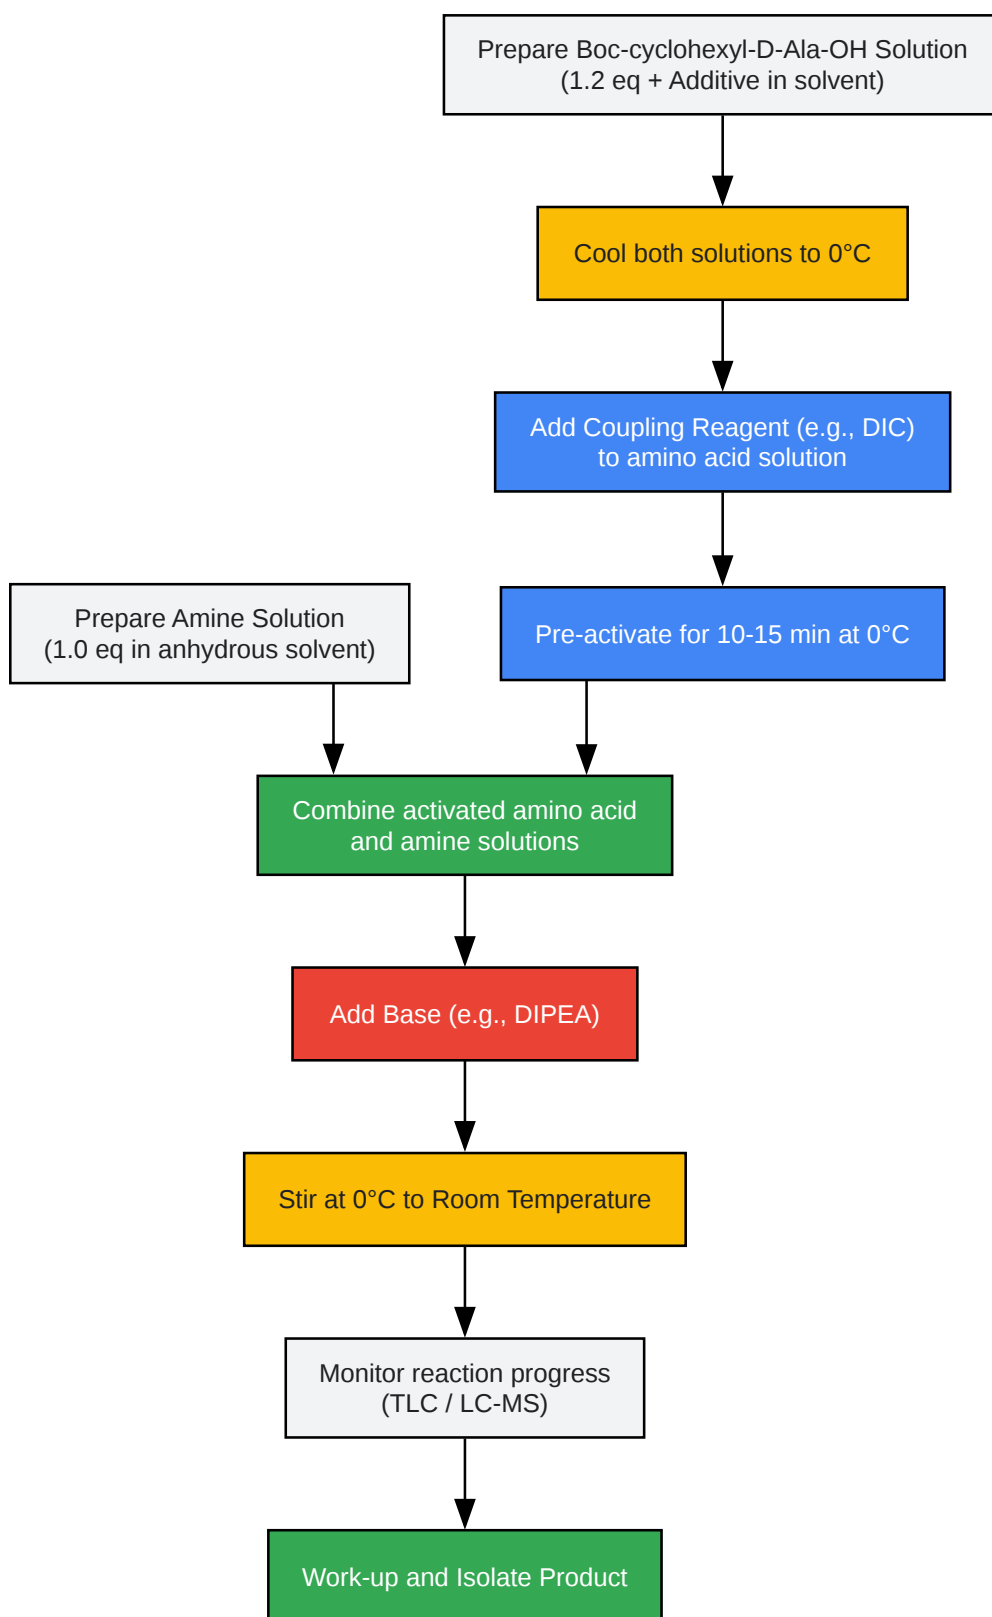 Prepare Boc-cyclohexyl-D-Ala-OH Solution
(1.2 eq + Additive in solvent)
Cool both solutions to 0°C
Add Coupling Reagent (e.g., DIC)
to amino acid solution
Prepare Amine Solution
(1.0 eq in anhydrous solvent)
Pre-activate for 10-15 min at 0°C
Combine activated amino acid
and amine solutions
Add Base (e.g., DIPEA)
Stir at 0°C to Room Temperature
Monitor reaction progress
(TLC / LC-MS)
Work-up and Isolate Product